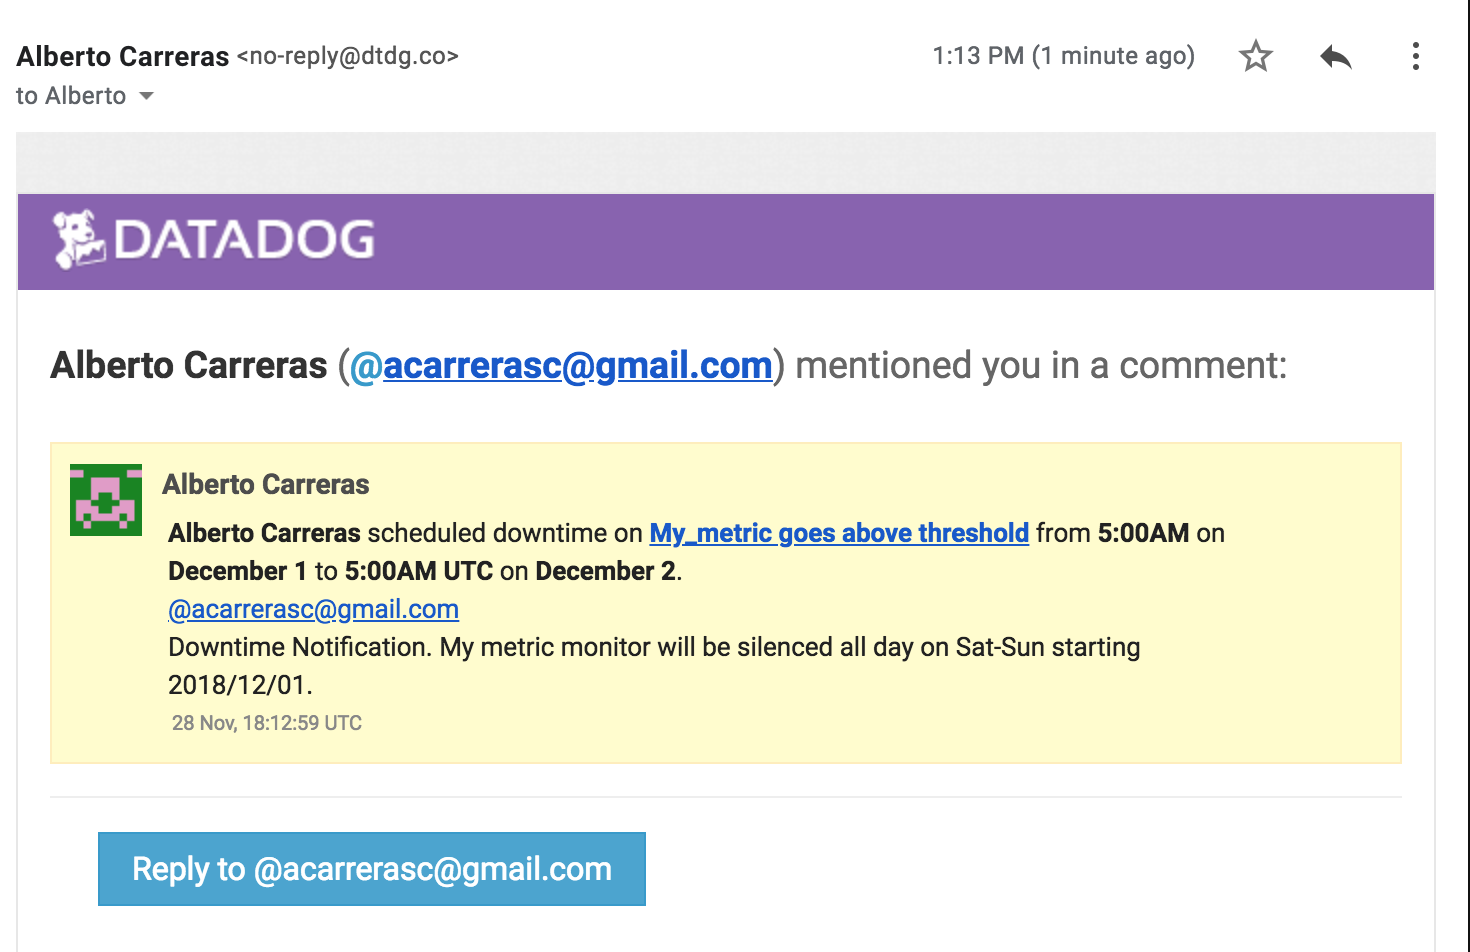 Alberto Carreras <no-reply@dtdg.co>
1:13 PM (1 minute ago)
to Alberto
DATADOG
Alberto Carreras (@acarrerasc@gmail.com) mentioned you in a comment:
Alberto Carreras
Alberto Carreras scheduled downtime on My_metric goes above threshold from 5:00AM on
December 1 to 5:00AM UTC on December 2.
@acarrerasc@gmail.com
Downtime Notification. My metric monitor will be silenced all day on Sat-Sun starting
2018/12/01.
28 Nov, 18:12:59 UTC
Reply to @acarrerasc@gmail.com